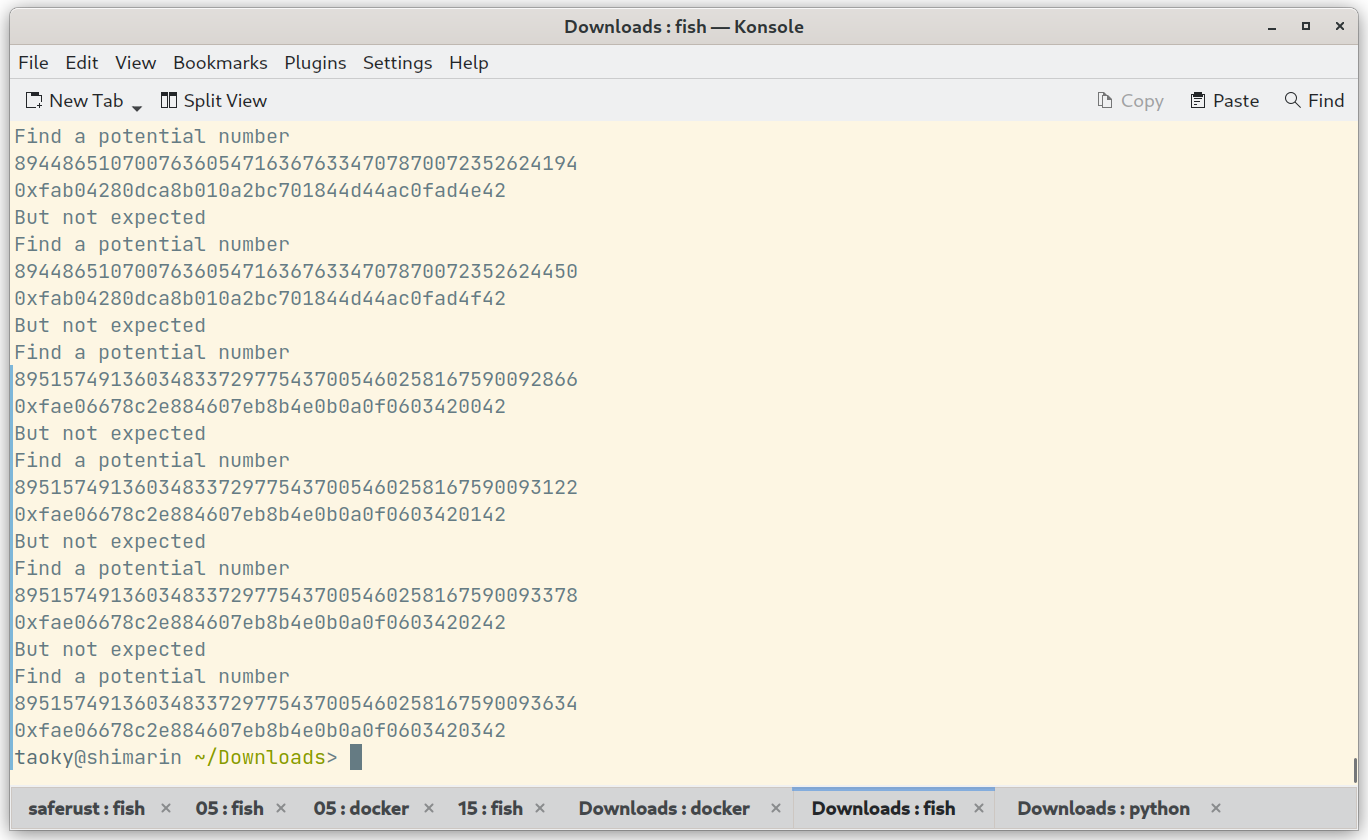 Downloads : fish — Konsole
File Edit View Bookmarks Plugins Settings Help
New Tab Split View Copy Paste Find
Find a potential number
89448651070076360547163676334707870072352624194
0xfab04280dca8b010a2bc701844d44ac0fad4e42
But not expected
Find a potential number
89448651070076360547163676334707870072352624450
0xfab04280dca8b010a2bc701844d44ac0fad4f42
But not expected
Find a potential number
89515749136034833729775437005460258167590092866
0xfae06678c2e884607eb8b4e0b0a0f0603420042
But not expected
Find a potential number
89515749136034833729775437005460258167590093122
0xfae06678c2e884607eb8b4e0b0a0f0603420142
But not expected
Find a potential number
89515749136034833729775437005460258167590093378
0xfae06678c2e884607eb8b4e0b0a0f0603420242
But not expected
Find a potential number
89515749136034833729775437005460258167590093634
0xfae06678c2e884607eb8b4e0b0a0f0603420342
taoky@shimarin ~/Downloads>
saferust : fish 05 : fish 05 : docker 15 : fish Downloads : docker Downloads : fish Downloads : python